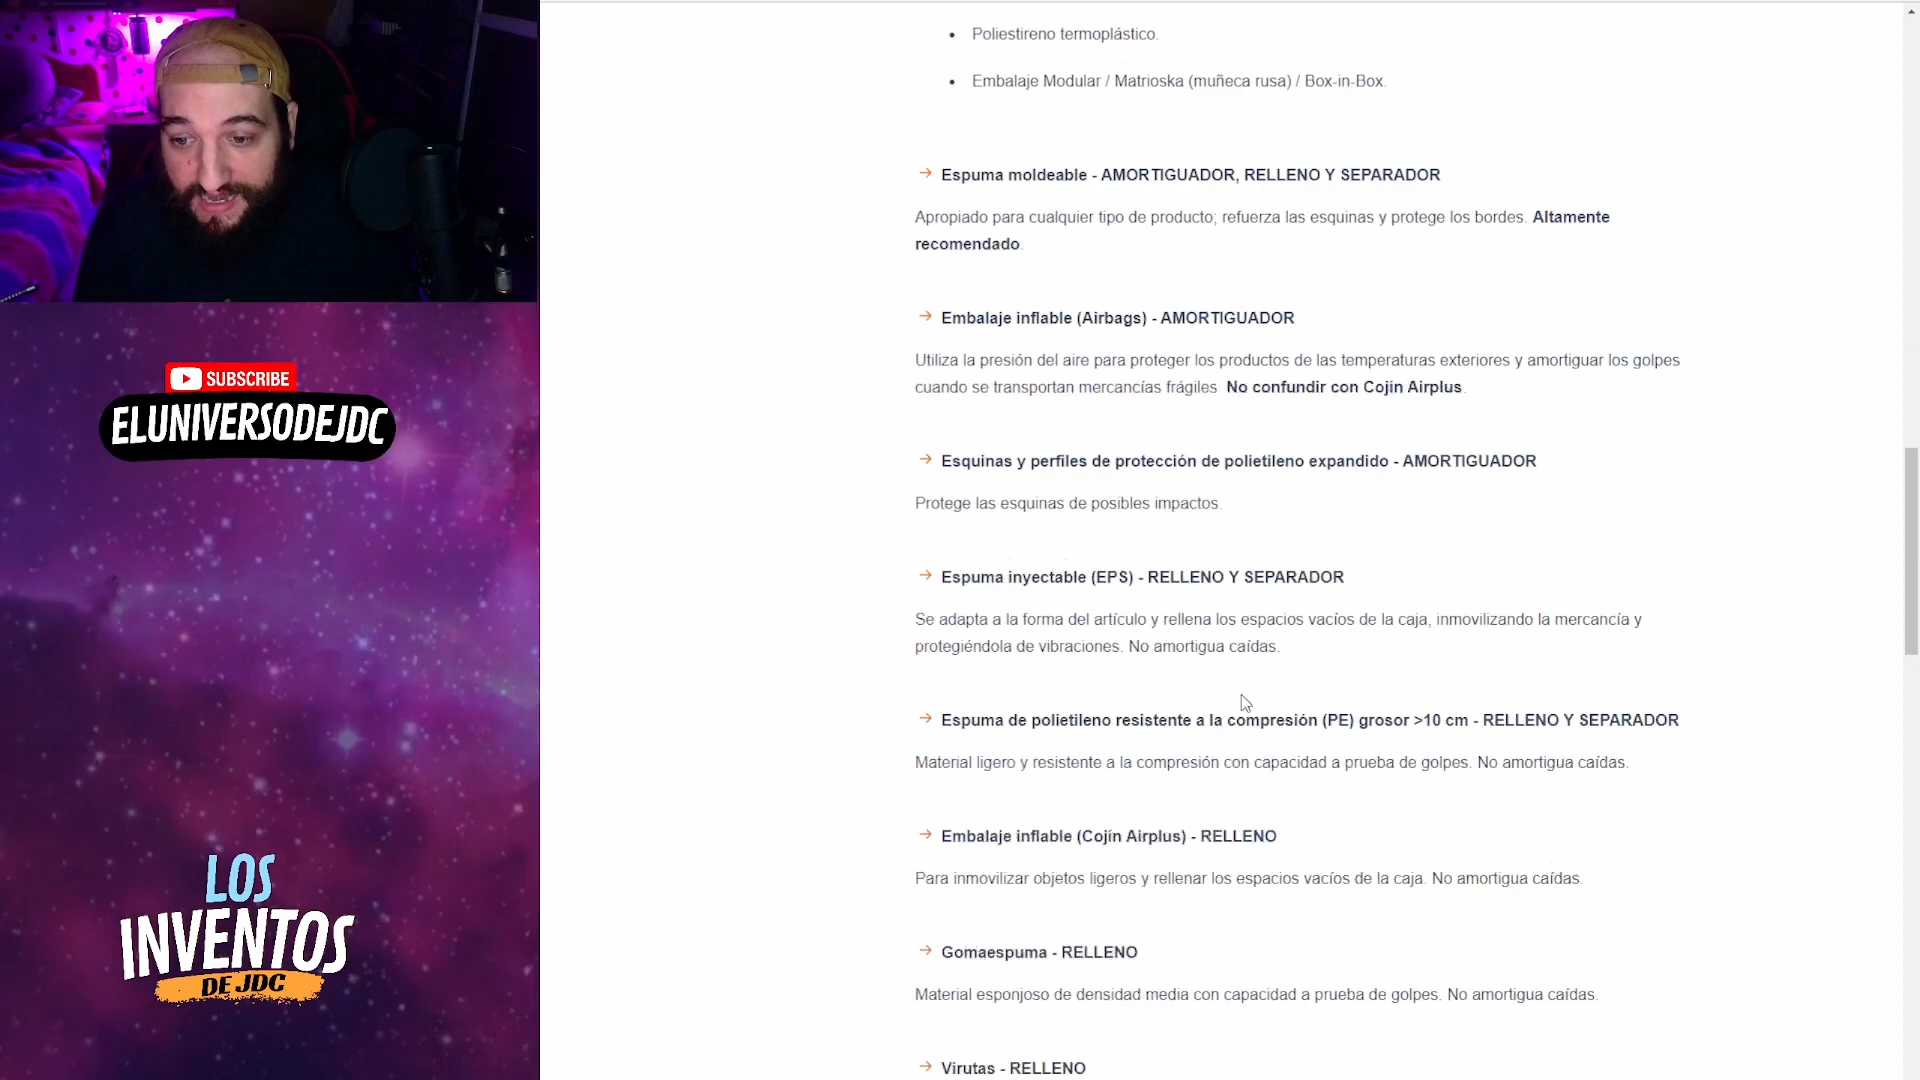 SUBSCRIBE
ELUNIVERSODEJDC
LOS
INVENTOS
DE JDC
Poliestireno termoplástico.
Embalaje Modular / Matrioska (muñeca rusa) / Box-in-Box.
Espuma moldeable - AMORTIGUADOR, RELLENO Y SEPARADOR
Apropiado para cualquier tipo de producto; refuerza las esquinas y protege los bordes. Altamente
recomendado.
Embalaje inflable (Airbags) - AMORTIGUADOR
Utiliza la presión del aire para proteger los productos de las temperaturas exteriores y amortiguar los golpes
cuando se transportan mercancías frágiles No confundir con Cojin Airplus.
Esquinas y perfiles de protección de polietileno expandido - AMORTIGUADOR
Protege las esquinas de posibles impactos.
Espuma inyectable (EPS) - RELLENO Y SEPARADOR
Se adapta a la forma del artículo y rellena los espacios vacíos de la caja, inmovilizando la mercancía y
protegiéndola de vibraciones. No amortigua caídas.
Espuma de polietileno resistente a la compresión (PE) grosor >10 cm - RELLENO Y SEPARADOR
Material ligero y resistente a la compresión con capacidad a prueba de golpes. No amortigua caídas.
Embalaje inflable (Cojín Airplus) - RELLENO
Para inmovilizar objetos ligeros y rellenar los espacios vacíos de la caja. No amortigua caídas.
Gomaespuma - RELLENO
Material esponjoso de densidad media con capacidad a prueba de golpes. No amortigua caídas.
Virutas - RELLENO